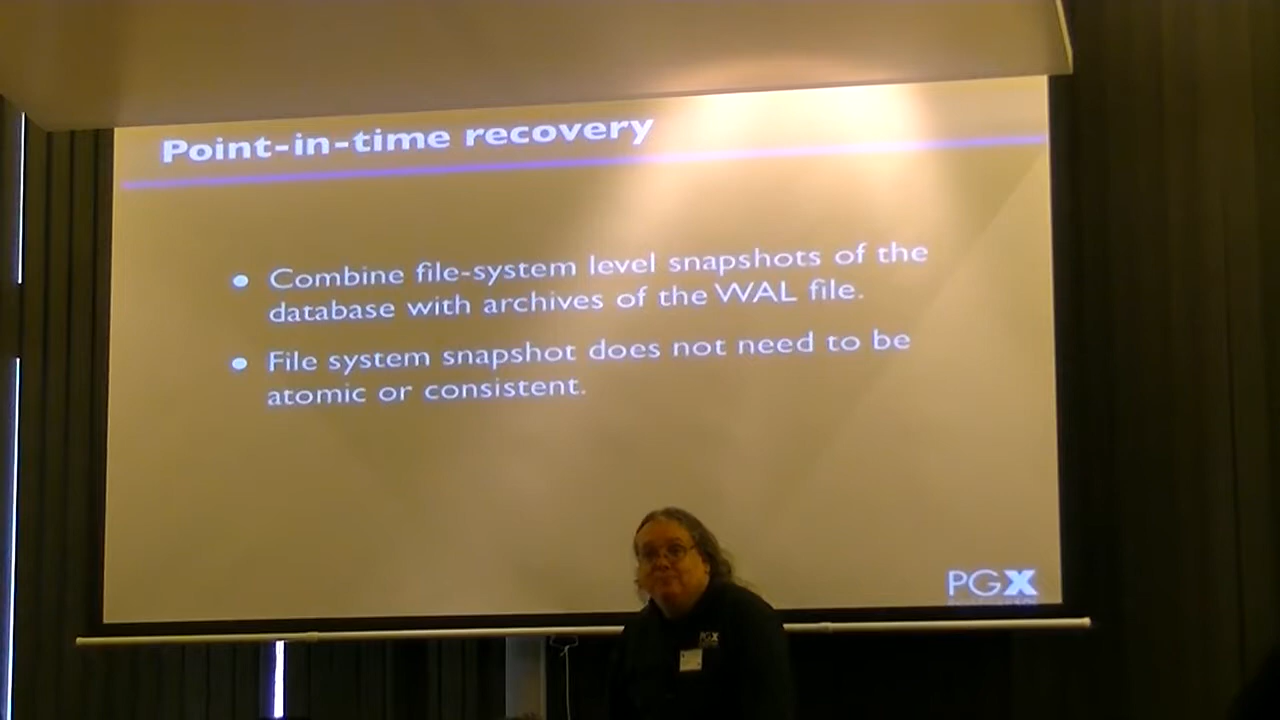 Point-in-time recovery
• Combine file-system level snapshots of the
database with archives of the WAL file.
• File system snapshot does not need to be
atomic or consistent.
PGX
PGX